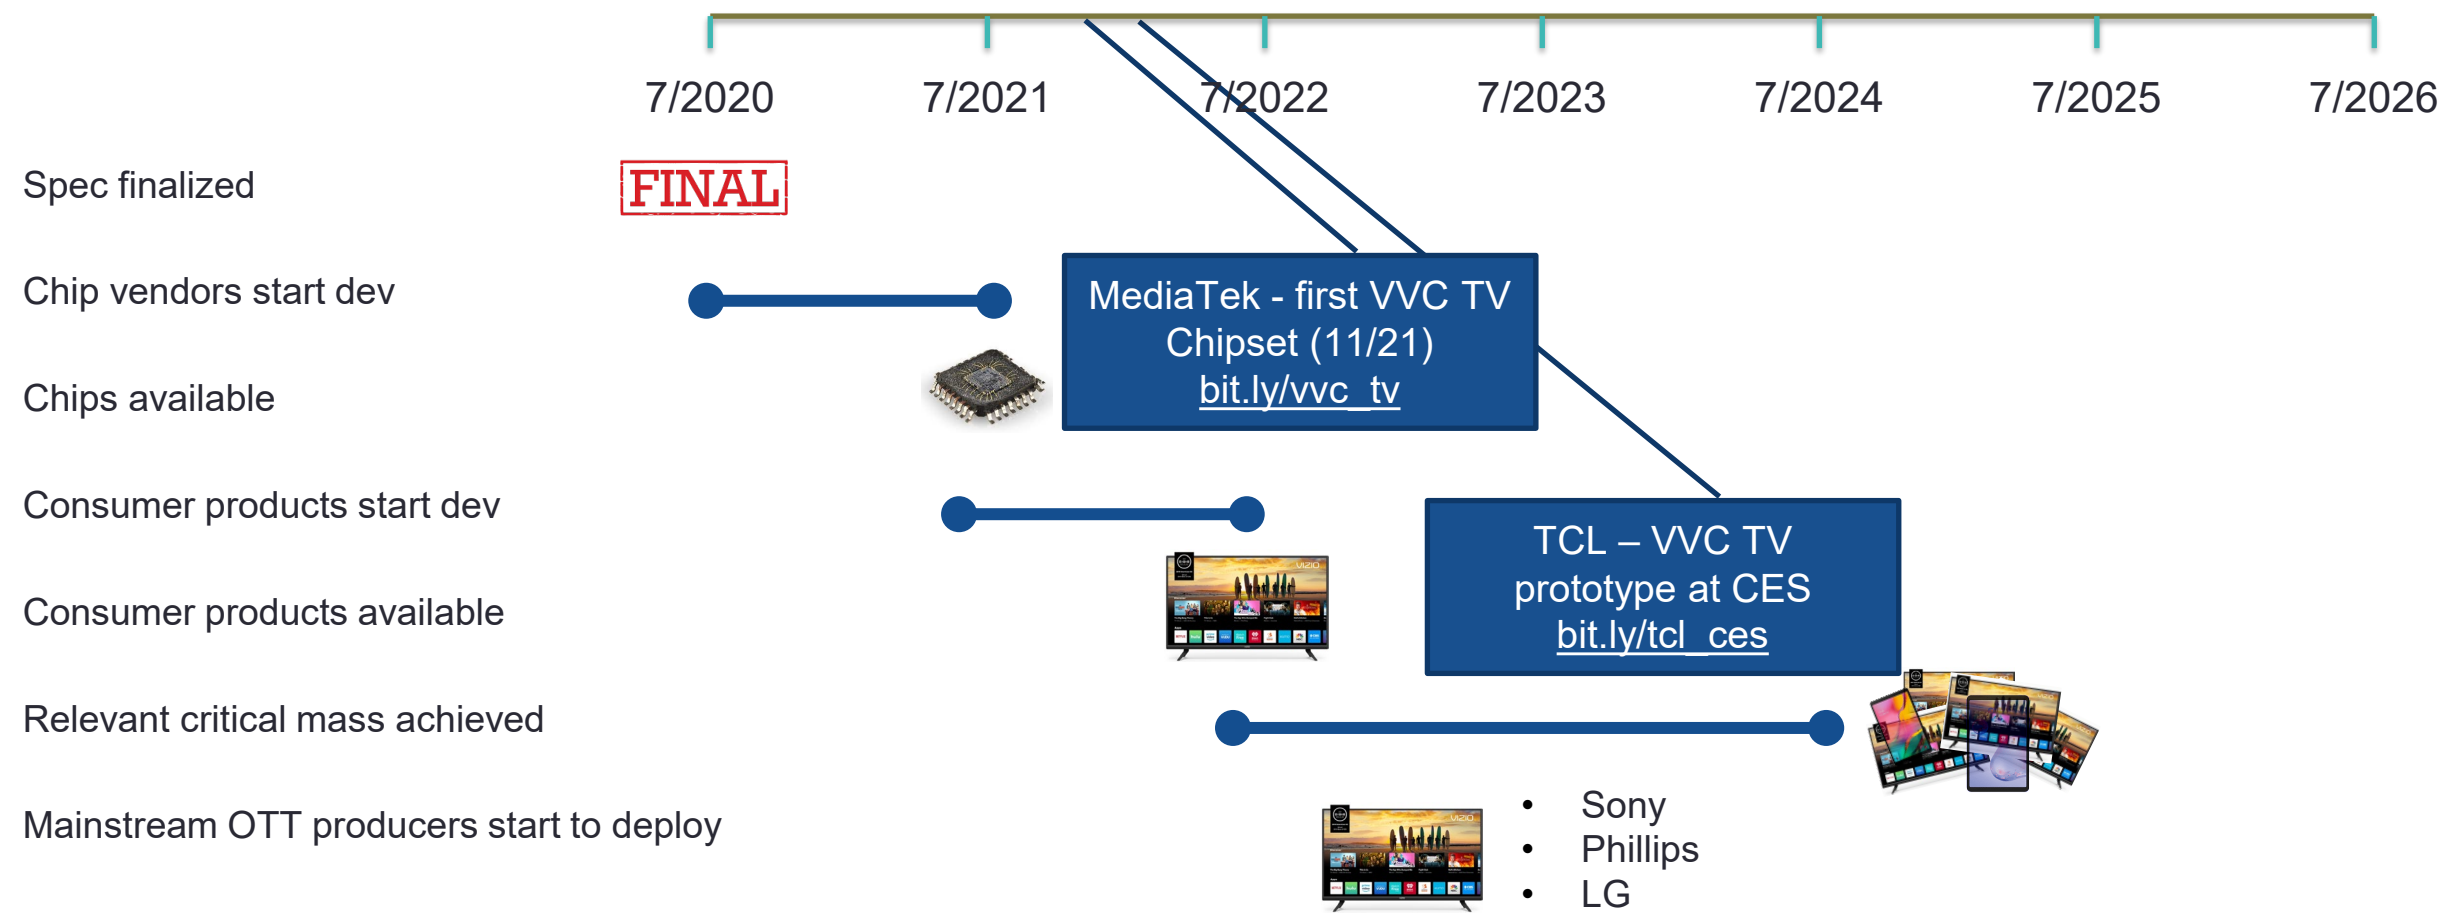 7/2020 7/2021 7/2022 7/2023 7/2024 7/2025 7/2026
Spec finalized
FINAL
Chip vendors start dev
MediaTek - first VVC TV
Chipset (11/21)
bit.ly/vvc_tv
Chips available
Consumer products start dev
TCL – VVC TV
prototype at CES
bit.ly/tcl_ces
Consumer products available
VIZIO
Relevant critical mass achieved
Mainstream OTT producers start to deploy
VIZIO
• Sony
• Phillips
• LG